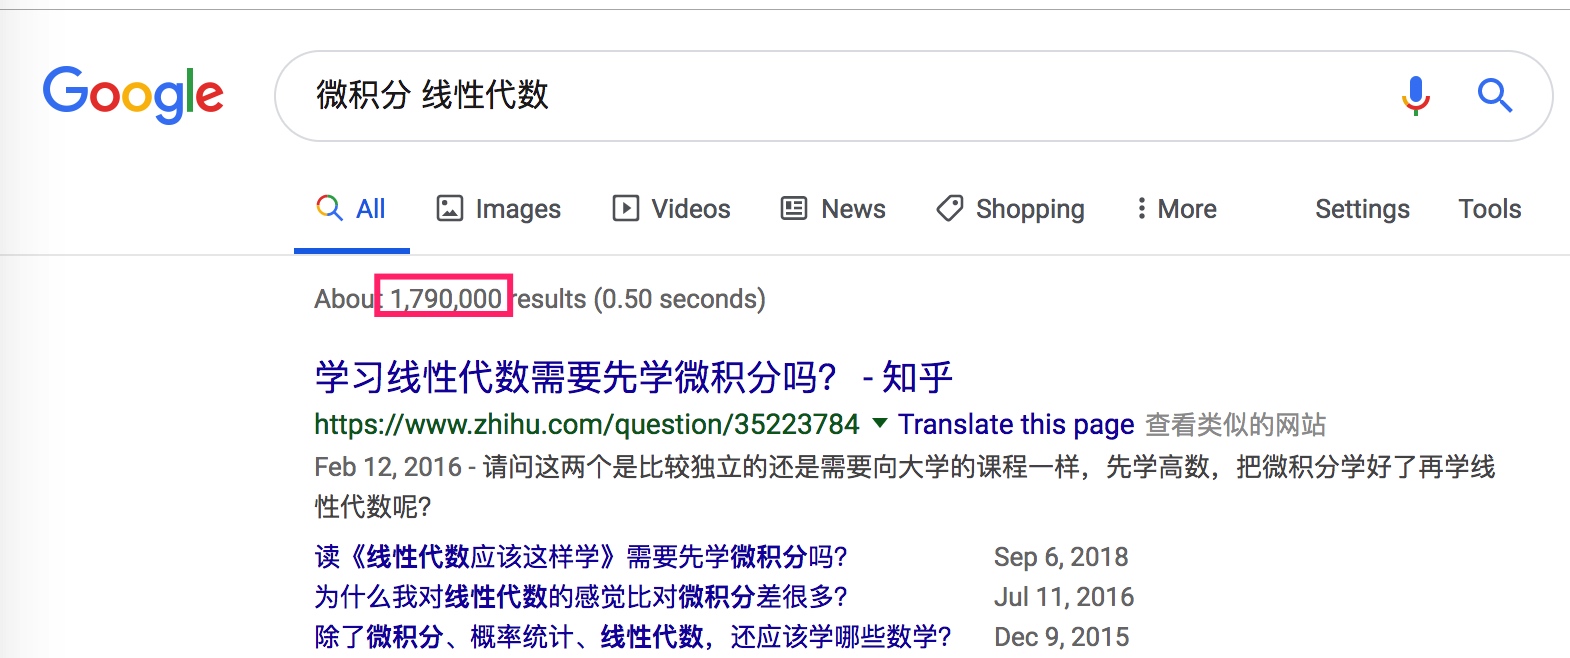 Google
微积分 线性代数
All Images Videos News Shopping More Settings Tools
About 1,790,000 results (0.50 seconds)
学习线性代数需要先学微积分吗? - 知乎
https://www.zhihu.com/question/35223784 Translate this page 查看类似的网站
Feb 12, 2016 - 请问这两个是比较独立的还是需要向大学的课程一样，先学高数，把微积分学好了再学线
性代数呢?
读《线性代数应该这样学》需要先学微积分吗? Sep 6, 2018
为什么我对线性代数的感觉比对微积分差很多? Jul 11, 2016
除了微积分、概率统计、线性代数，还应该学哪些数学? Dec 9, 2015